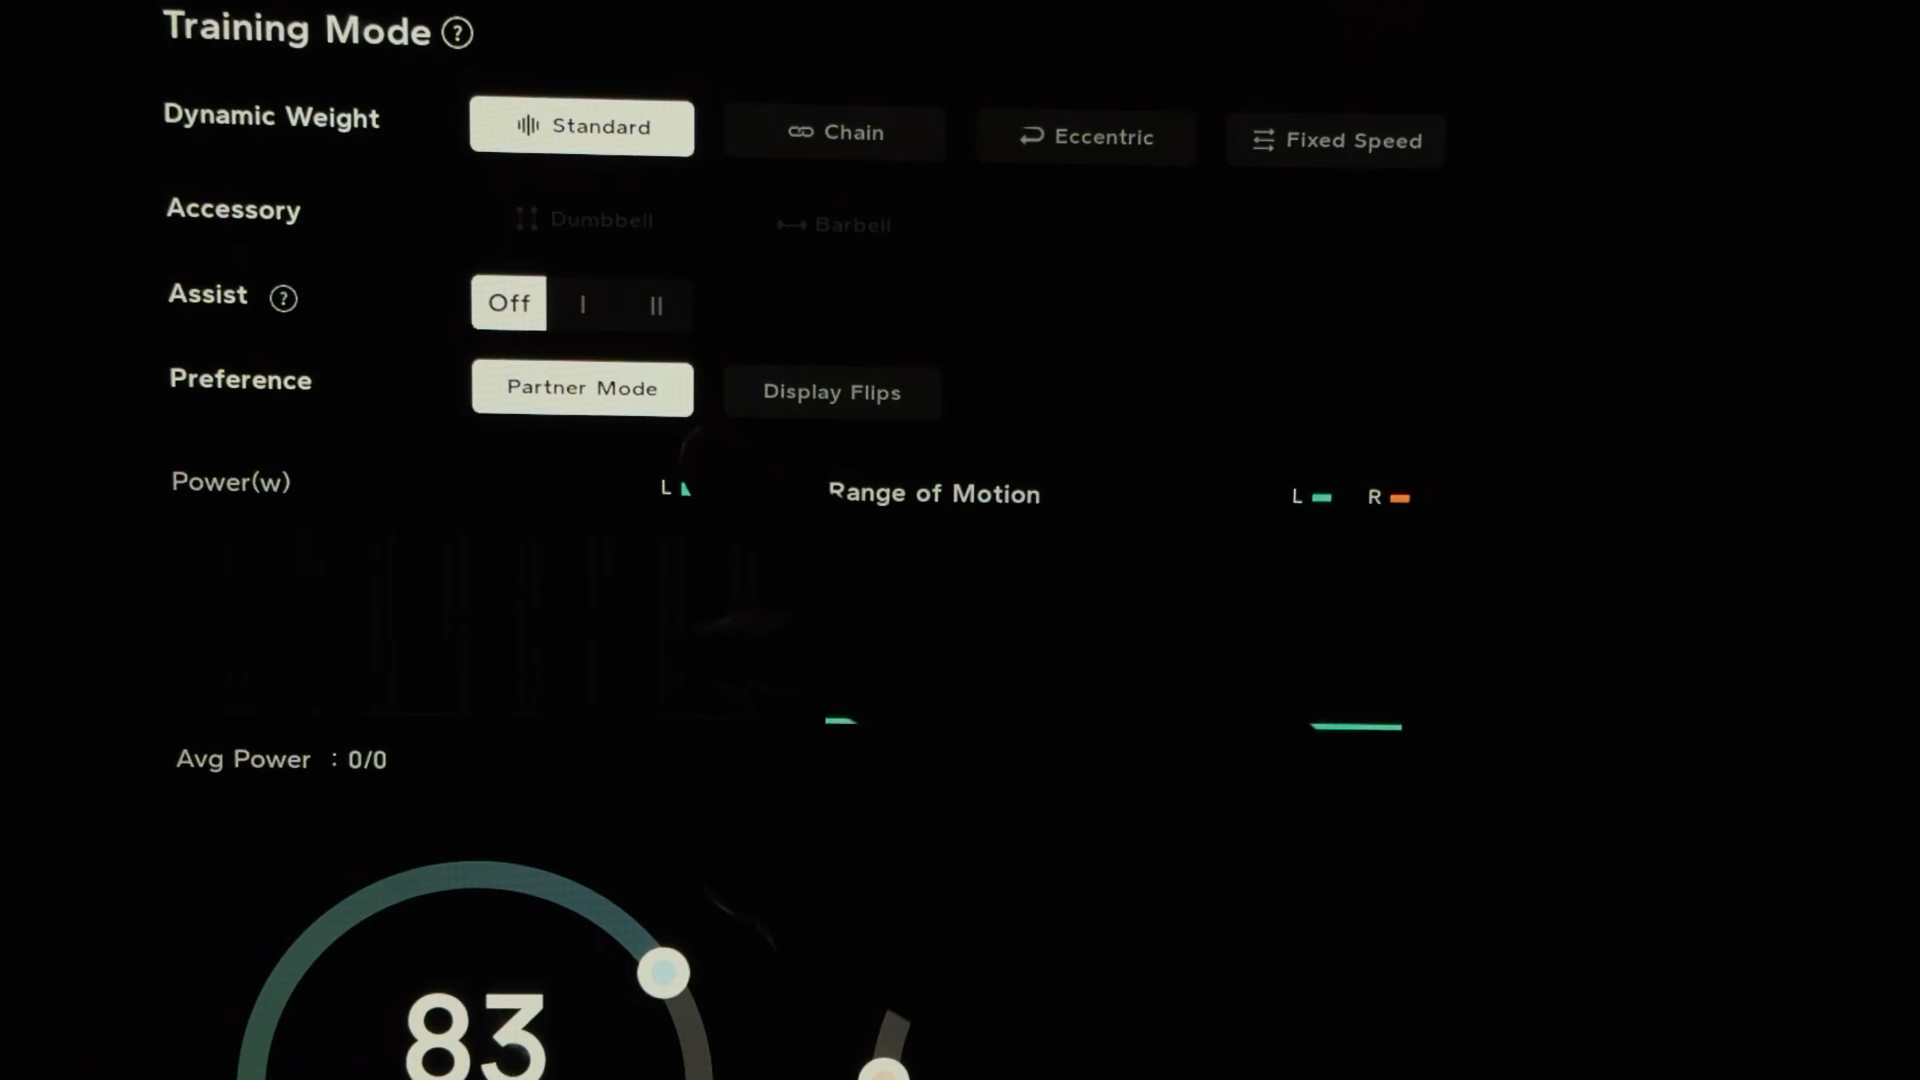 Training Mode ?
Dynamic Weight Standard Chain Eccentric Fixed Speed
Accessory Dumbbell Barbell
Assist ? Off I II
Preference Partner Mode Display Flips
Power(w) L Range of Motion L R
Avg Power : 0/0
83